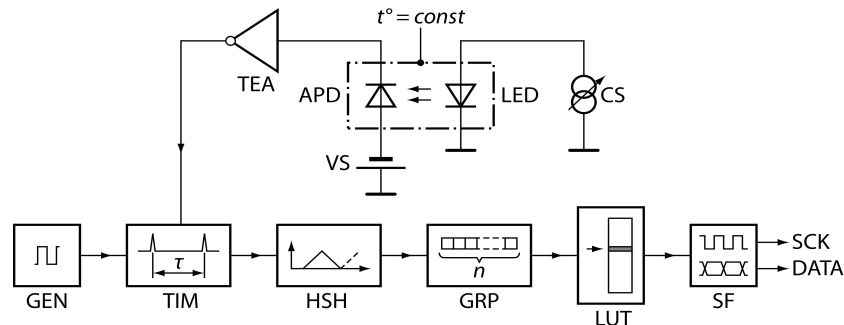 t° = const
TEA
APD
LED
CS
VS
τ
n
SCK
DATA
GEN
TIM
HSH
GRP
LUT
SF